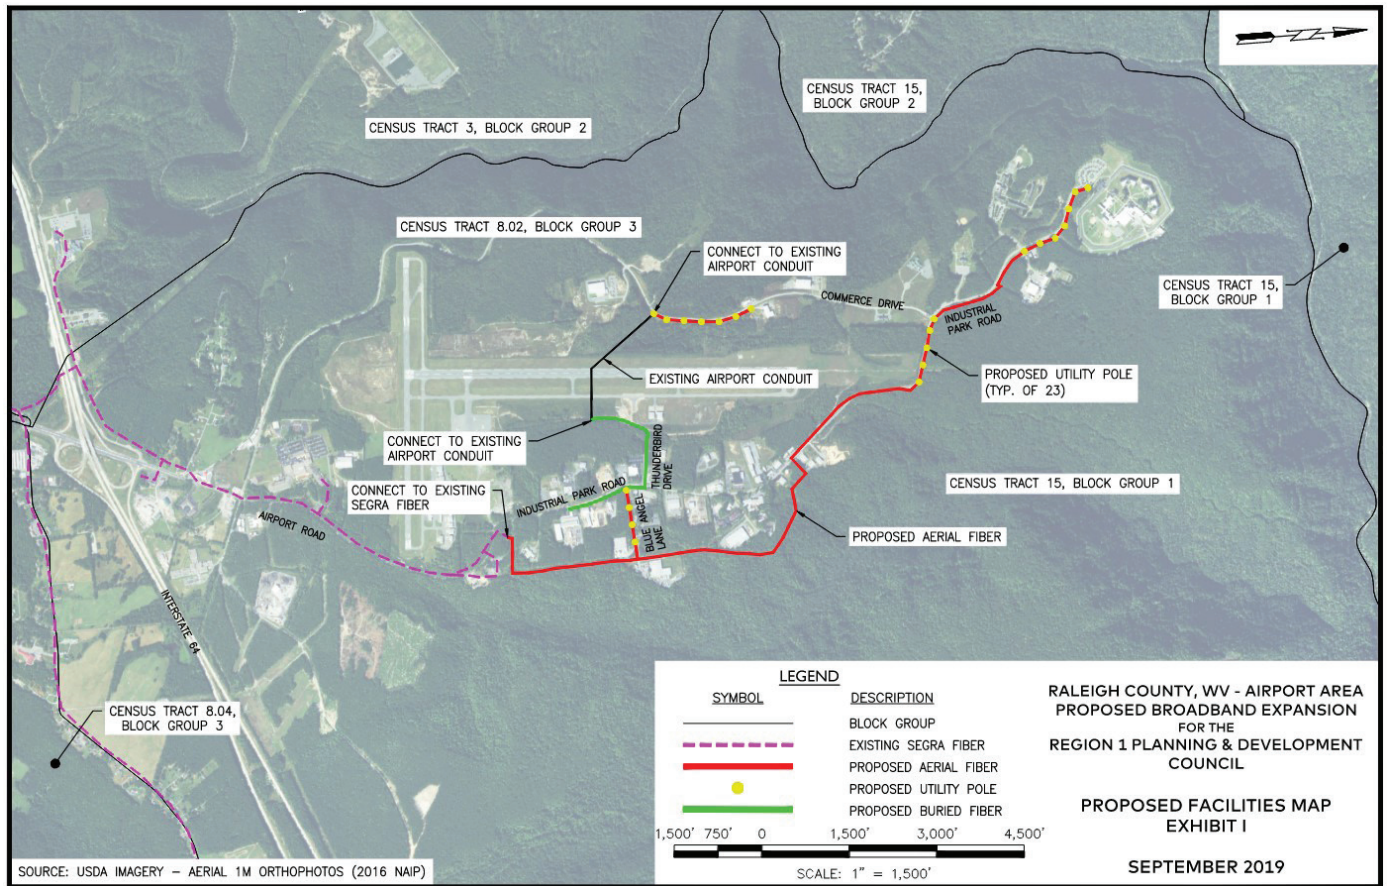 CENSUS TRACT 15,
BLOCK GROUP 2
CENSUS TRACT 3, BLOCK GROUP 2
CENSUS TRACT 8.02, BLOCK GROUP 3
CONNECT TO EXISTING
AIRPORT CONDUIT
COMMERCE DRIVE
CENSUS TRACT 15,
BLOCK GROUP 1
INDUSTRIAL
PARK ROAD
EXISTING AIRPORT CONDUIT
PROPOSED UTILITY POLE
(TYP. OF 23)
CONNECT TO EXISTING
AIRPORT CONDUIT
THUNDERBIRD
DRIVE
CONNECT TO EXISTING
SEGRA FIBER
INDUSTRIAL PARK ROAD
CENSUS TRACT 15, BLOCK GROUP 1
AIRPORT ROAD
BLUE ANGEL
LANE
PROPOSED AERIAL FIBER
INTERSTATE 64
CENSUS TRACT 8.04,
BLOCK GROUP 3
LEGEND
SYMBOL DESCRIPTION
BLOCK GROUP
EXISTING SEGRA FIBER
PROPOSED AERIAL FIBER
PROPOSED UTILITY POLE
PROPOSED BURIED FIBER
1,500' 750' 0 1,500' 3,000' 4,500'
SCALE: 1" = 1,500'
RALEIGH COUNTY, WV - AIRPORT AREA
PROPOSED BROADBAND EXPANSION
FOR THE
REGION 1 PLANNING & DEVELOPMENT
COUNCIL
PROPOSED FACILITIES MAP
EXHIBIT I
SEPTEMBER 2019
SOURCE: USDA IMAGERY – AERIAL 1M ORTHOPHOTOS (2016 NAIP)